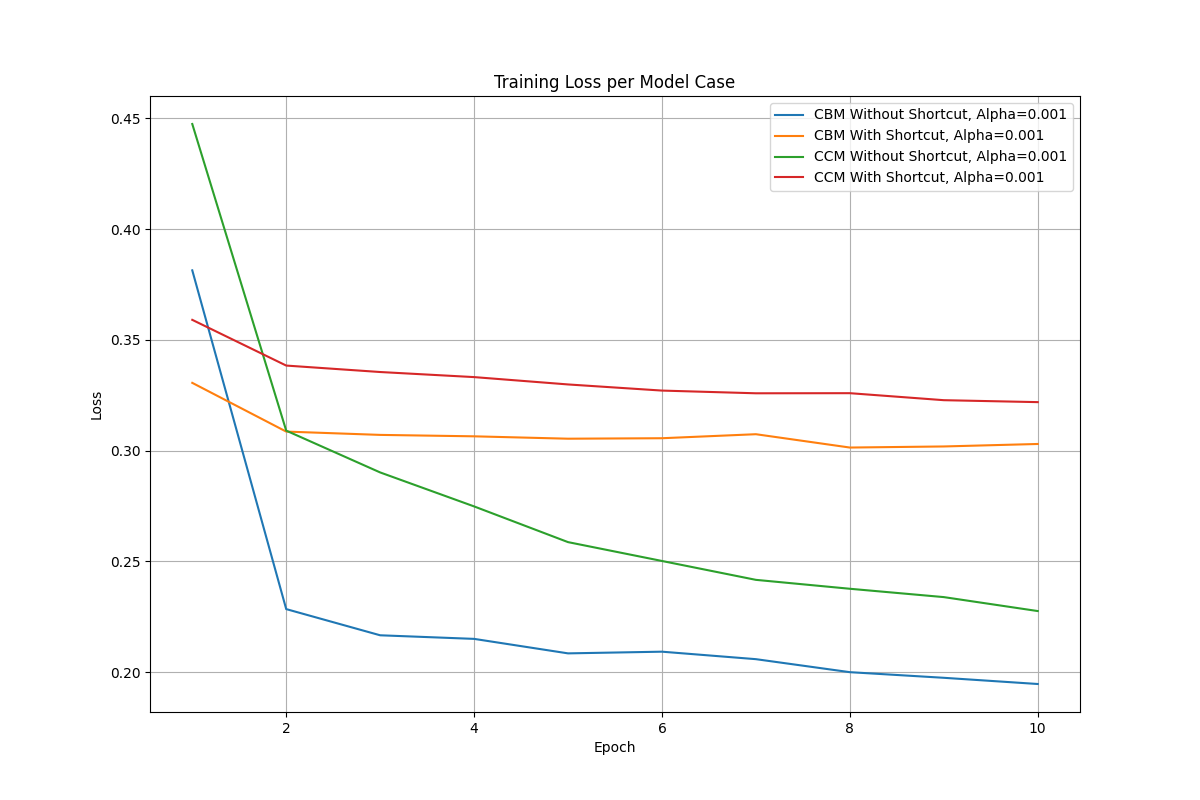 Training Loss per Model Case
CBM Without Shortcut, Alpha=0.001
CBM With Shortcut, Alpha=0.001
CCM Without Shortcut, Alpha=0.001
CCM With Shortcut, Alpha=0.001
0.45
0.40
0.35
0.30
0.25
0.20
Loss
2 4 6 8 10
Epoch